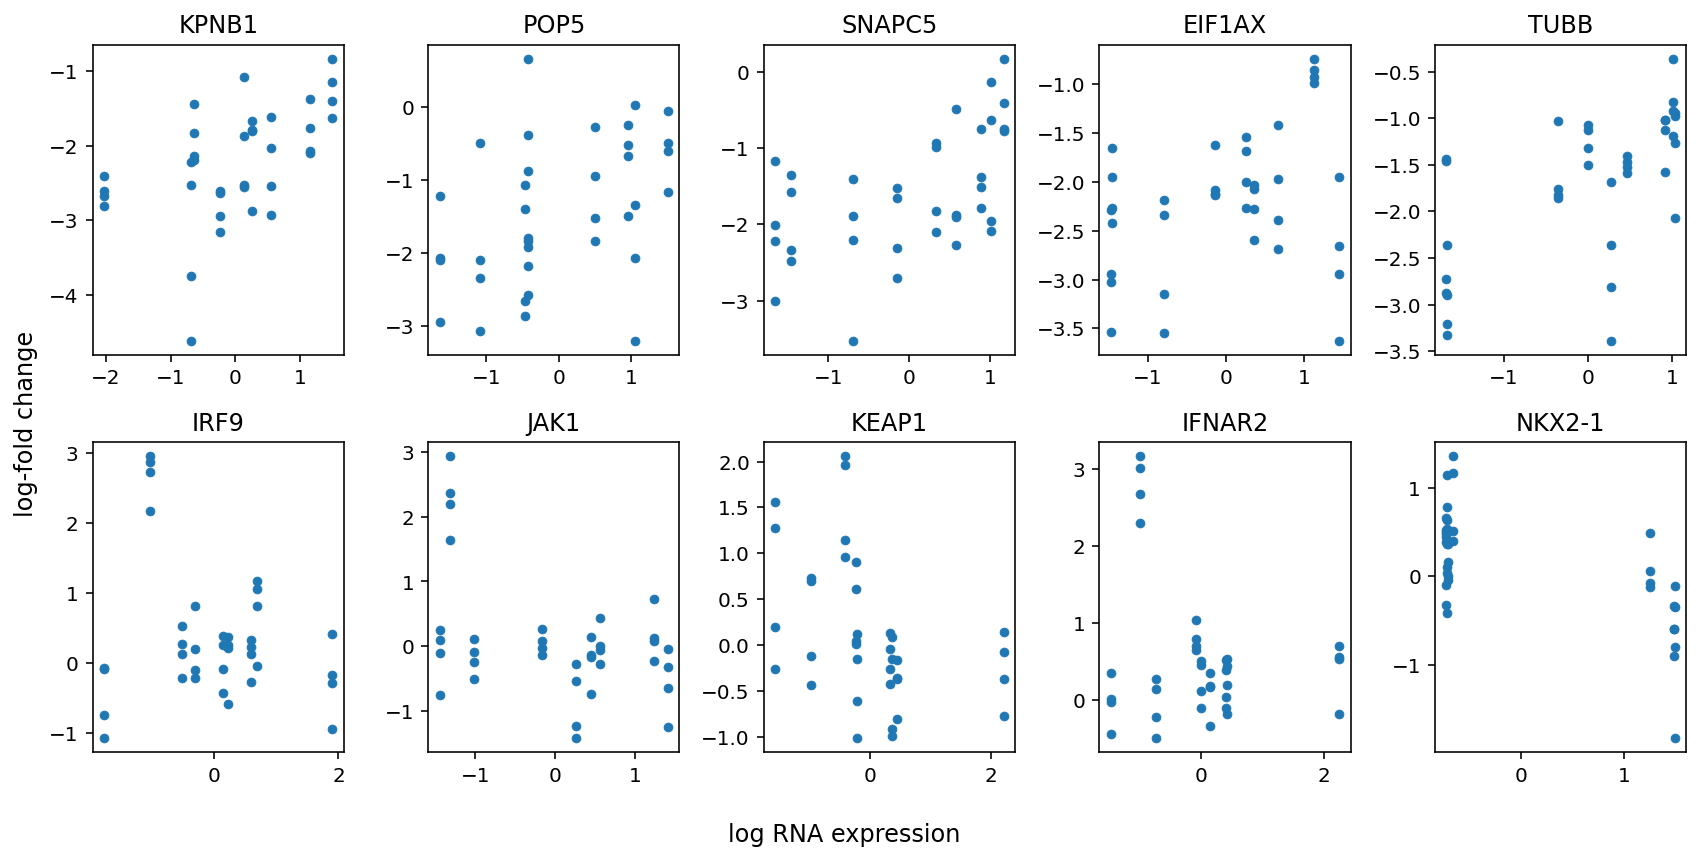 KPNB1 POP5 SNAPC5 EIF1AX TUBB
−1 −2 −3 −4
−2 −1 0 1
0 −1 −2 −3
−1 0 1
0 −1 −2 −3
−1 0 1
−1.0 −1.5 −2.0 −2.5 −3.0 −3.5
−1 0 1
−0.5 −1.0 −1.5 −2.0 −2.5 −3.0 −3.5
−1 0 1
log-fold change
IRF9 JAK1 KEAP1 IFNAR2 NKX2-1
3 2 1 0 −1
0 2
3 2 1 0 −1
−1 0 1
2.0 1.5 1.0 0.5 0.0 −0.5 −1.0
0 2
3 2 1 0
0 2
1 0 −1
0 1
log RNA expression